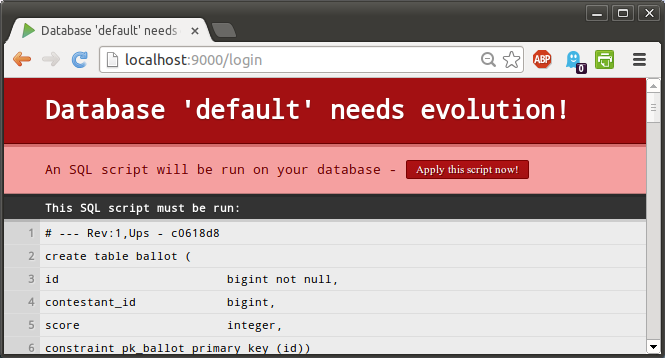 Database 'default' needs
localhost:9000/login
ABP
0
Database 'default' needs evolution!
An SQL script will be run on your database - Apply this script now!
This SQL script must be run:
1 # --- Rev:1,Ups - c0618d8
2 create table ballot (
3 id bigint not null,
4 contestant_id bigint,
5 score integer,
6 constraint pk_ballot primary key (id))